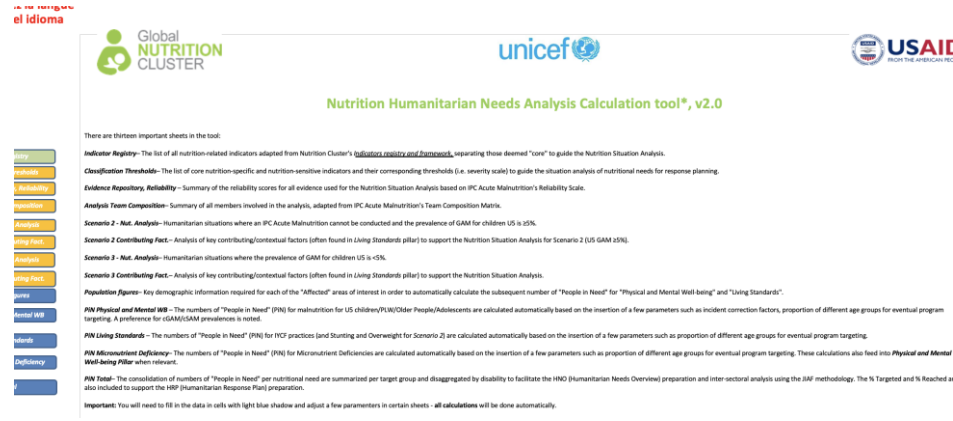 ez la langue
el idioma
Global
NUTRITION
CLUSTER
unicef
USAID
FROM THE AMERICAN PEO
Nutrition Humanitarian Needs Analysis Calculation tool*, v2.0
There are thirteen important sheets in the tool:
Indicator Registry– The list of all nutrition-related indicators adapted from Nutrition Cluster's indicators registry and framework, separating those deemed "core" to guide the Nutrition Situation Analysis.
Classification Thresholds– The list of core nutrition-specific and nutrition-sensitive indicators and their corresponding thresholds (i.e. severity scale) to guide the situation analysis of nutritional needs for response planning.
Evidence Repository, Reliability – Summary of the reliability scores for all evidence used for the Nutrition Situation Analysis based on IPC Acute Malnutrition's Reliability Scale.
Analysis Team Composition– Summary of all members involved in the analysis, adapted from IPC Acute Malnutrition's Team Composition Matrix.
Scenario 2 - Nut. Analysis– Humanitarian situations where an IPC Acute Malnutrition cannot be conducted and the prevalence of GAM for children U5 is ≥5%.
Scenario 2 Contributing Fact.– Analysis of key contributing/contextual factors (often found in Living Standards pillar) to support the Nutrition Situation Analysis for Scenario 2 (U5 GAM ≥5%).
Scenario 3 - Nut. Analysis– Humanitarian situations where the prevalence of GAM for children U5 is <5%.
Scenario 3 Contributing Fact.– Analysis of key contributing/contextual factors (often found in Living Standards pillar) to support the Nutrition Situation Analysis.
Population figures– Key demographic information required for each of the "Affected" areas of interest in order to automatically calculate the subsequent number of "People in Need" for "Physical and Mental Well-being" and "Living Standards".
PIN Physical and Mental WB – The numbers of "People in Need" (PIN) for malnutrition for U5 children/PLW/Older People/Adolescents are calculated automatically based on the insertion of a few parameters such as incident correction factors, proportion of different age groups for eventual program
targeting. A preference for cGAM/cSAM prevalences is noted.
PIN Living Standards – The numbers of "People in Need" (PIN) for IYCF practices (and Stunting and Overweight for Scenario 2) are calculated automatically based on the insertion of a few parameters such as proportion of different age groups for eventual program targeting.
PIN Micronutrient Deficiency– The numbers of "People in Need" (PIN) for Micronutrient Deficiencies are calculated automatically based on the insertion of a few parameters such as proportion of different age groups for eventual program targeting. These calculations also feed into Physical and Mental
Well-being Pillar when relevant.
PIN Total– The consolidation of numbers of "People in Need" per nutritional need are summarized per target group and disaggregated by disability to facilitate the HNO (Humanitarian Needs Overview) preparation and inter-sectoral analysis using the JIAF methodology. The % Targeted and % Reached ar
also included to support the HRP (Humanitarian Response Plan) preparation.
Important: You will need to fill in the data in cells with light blue shadow and adjust a few paramenters in certain sheets - all calculations will be done automatically.
gistry
resholds
, Reliability
mposition
Analysis
uting Fact.
Analysis
uting Fact.
gures
Mental WB
ndards
Deficiency